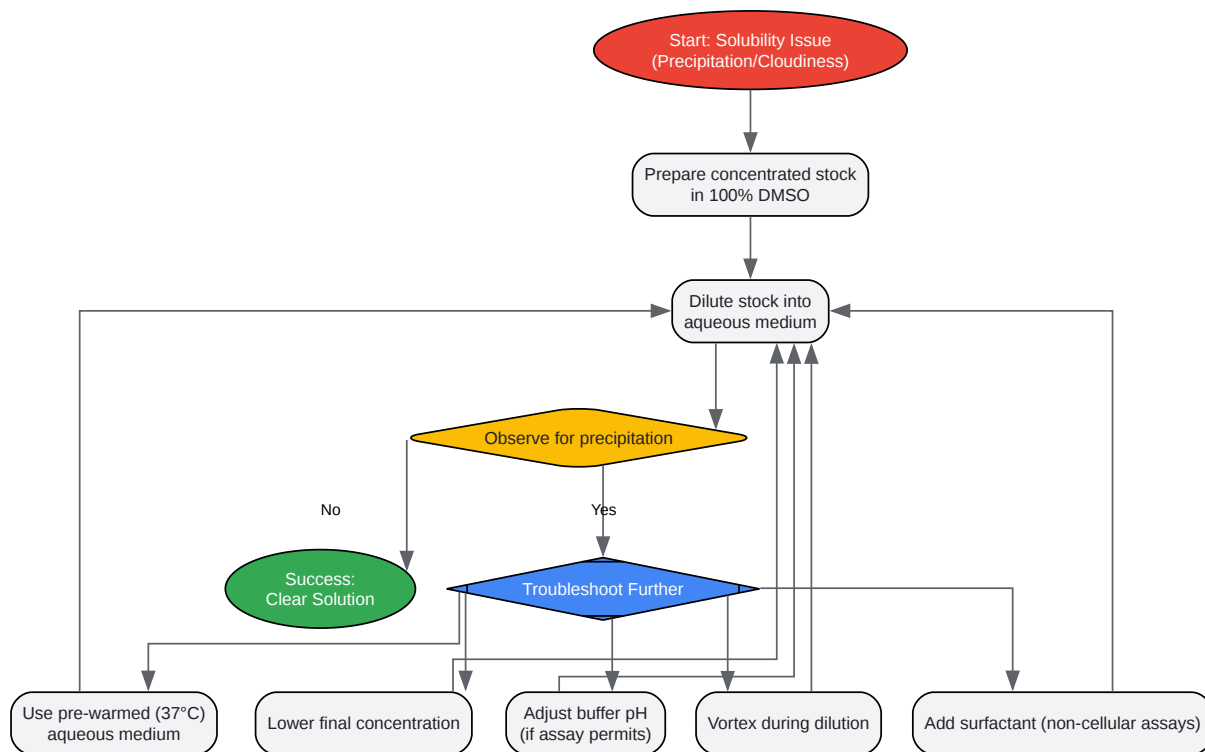 Start: Solubility Issue
(Precipitation/Cloudiness)
Prepare concentrated stock
in 100% DMSO
Dilute stock into
aqueous medium
Observe for precipitation
No
Yes
Success:
Clear Solution
Troubleshoot Further
Use pre-warmed (37°C)
aqueous medium
Lower final concentration
Adjust buffer pH
(if assay permits)
Vortex during dilution
Add surfactant (non-cellular assays)